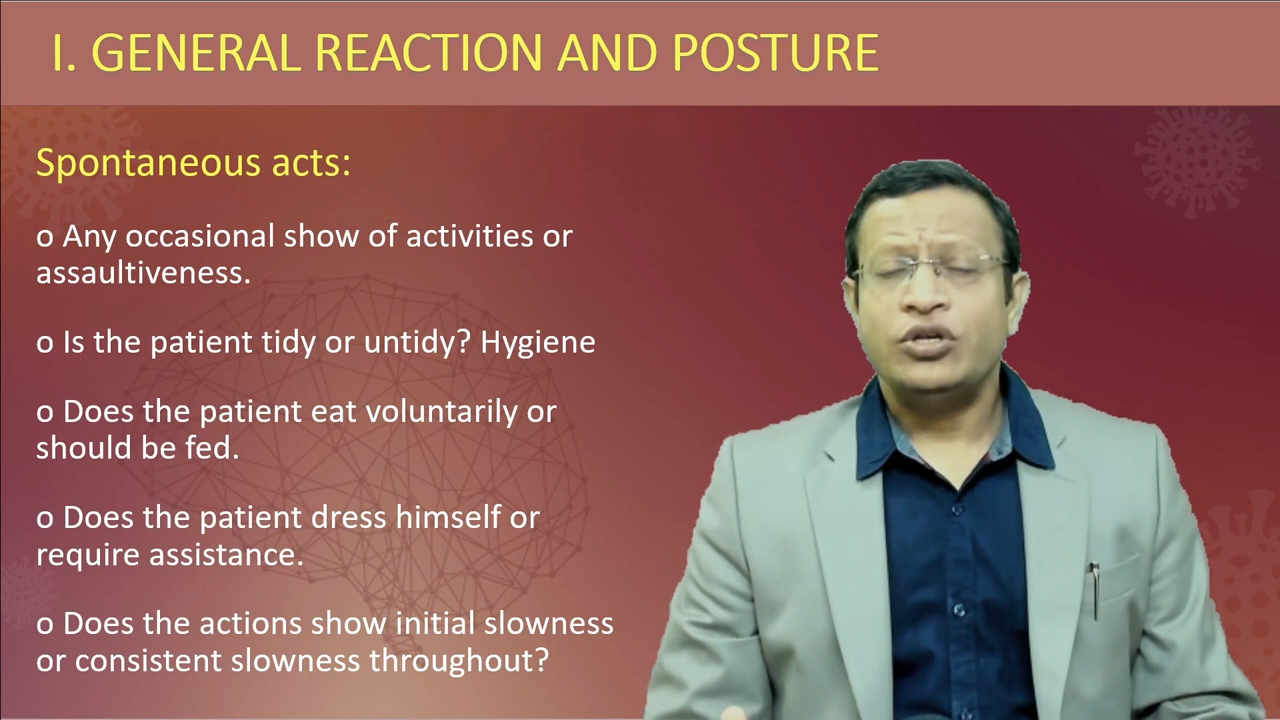 I. GENERAL REACTION AND POSTURE
Spontaneous acts:
o Any occasional show of activities or
assaultiveness.
o Is the patient tidy or untidy? Hygiene
o Does the patient eat voluntarily or
should be fed.
o Does the patient dress himself or
require assistance.
o Does the actions show initial slowness
or consistent slowness throughout?